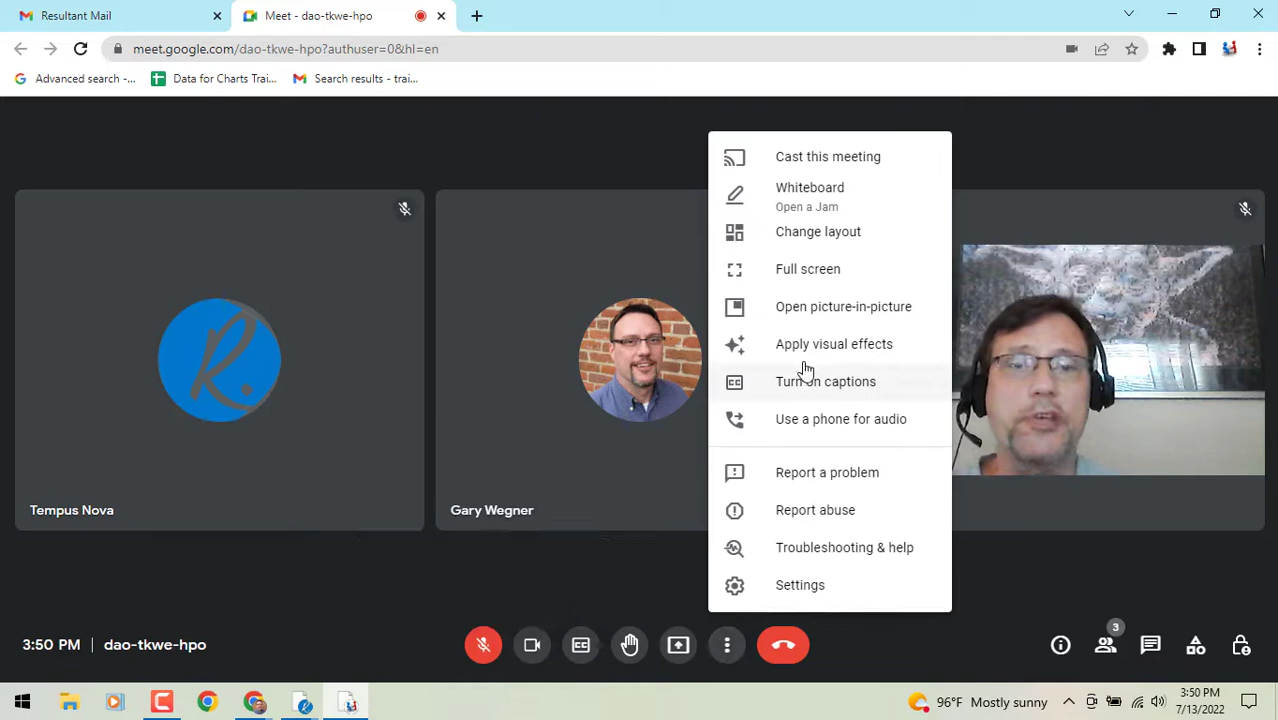 Resultant Mail
Meet - dao-tkwe-hpo
meet.google.com/dao-tkwe-hpo?authuser=0&hl=en
Advanced search -...
Data for Charts Trai...
Search results - trai...
Cast this meeting
Whiteboard
Open a Jam
Change layout
Full screen
Open picture-in-picture
Apply visual effects
Turn on captions
Use a phone for audio
Report a problem
Report abuse
Troubleshooting & help
Settings
R.
Tempus Nova
Gary Wegner
3:50 PM | dao-tkwe-hpo
3
96°F Mostly sunny
3:50 PM
7/13/2022